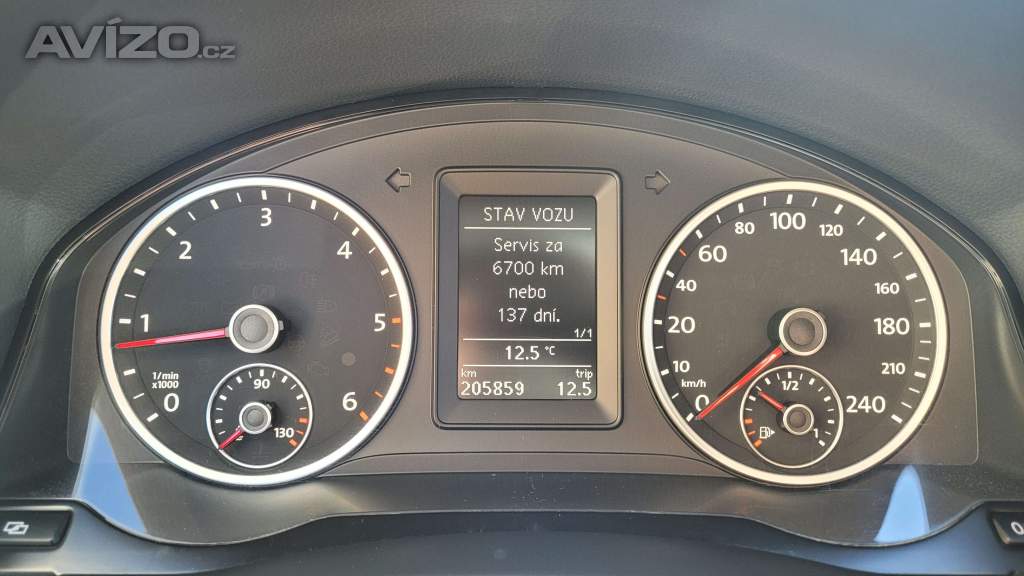 AVÍZO.cz
STAV VOZU
Servis za
6700 km
nebo
137 dní.
1/1
12.5 °C
km trip
205859 12.5
0 1 2 3 4 5 6
1/min
x1000
90
130
0 10 20 40 60 80 100 120 140 160 180 210 240
km/h
1/2
1